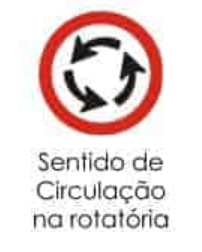 Sentido de
Circulação
na rotatória